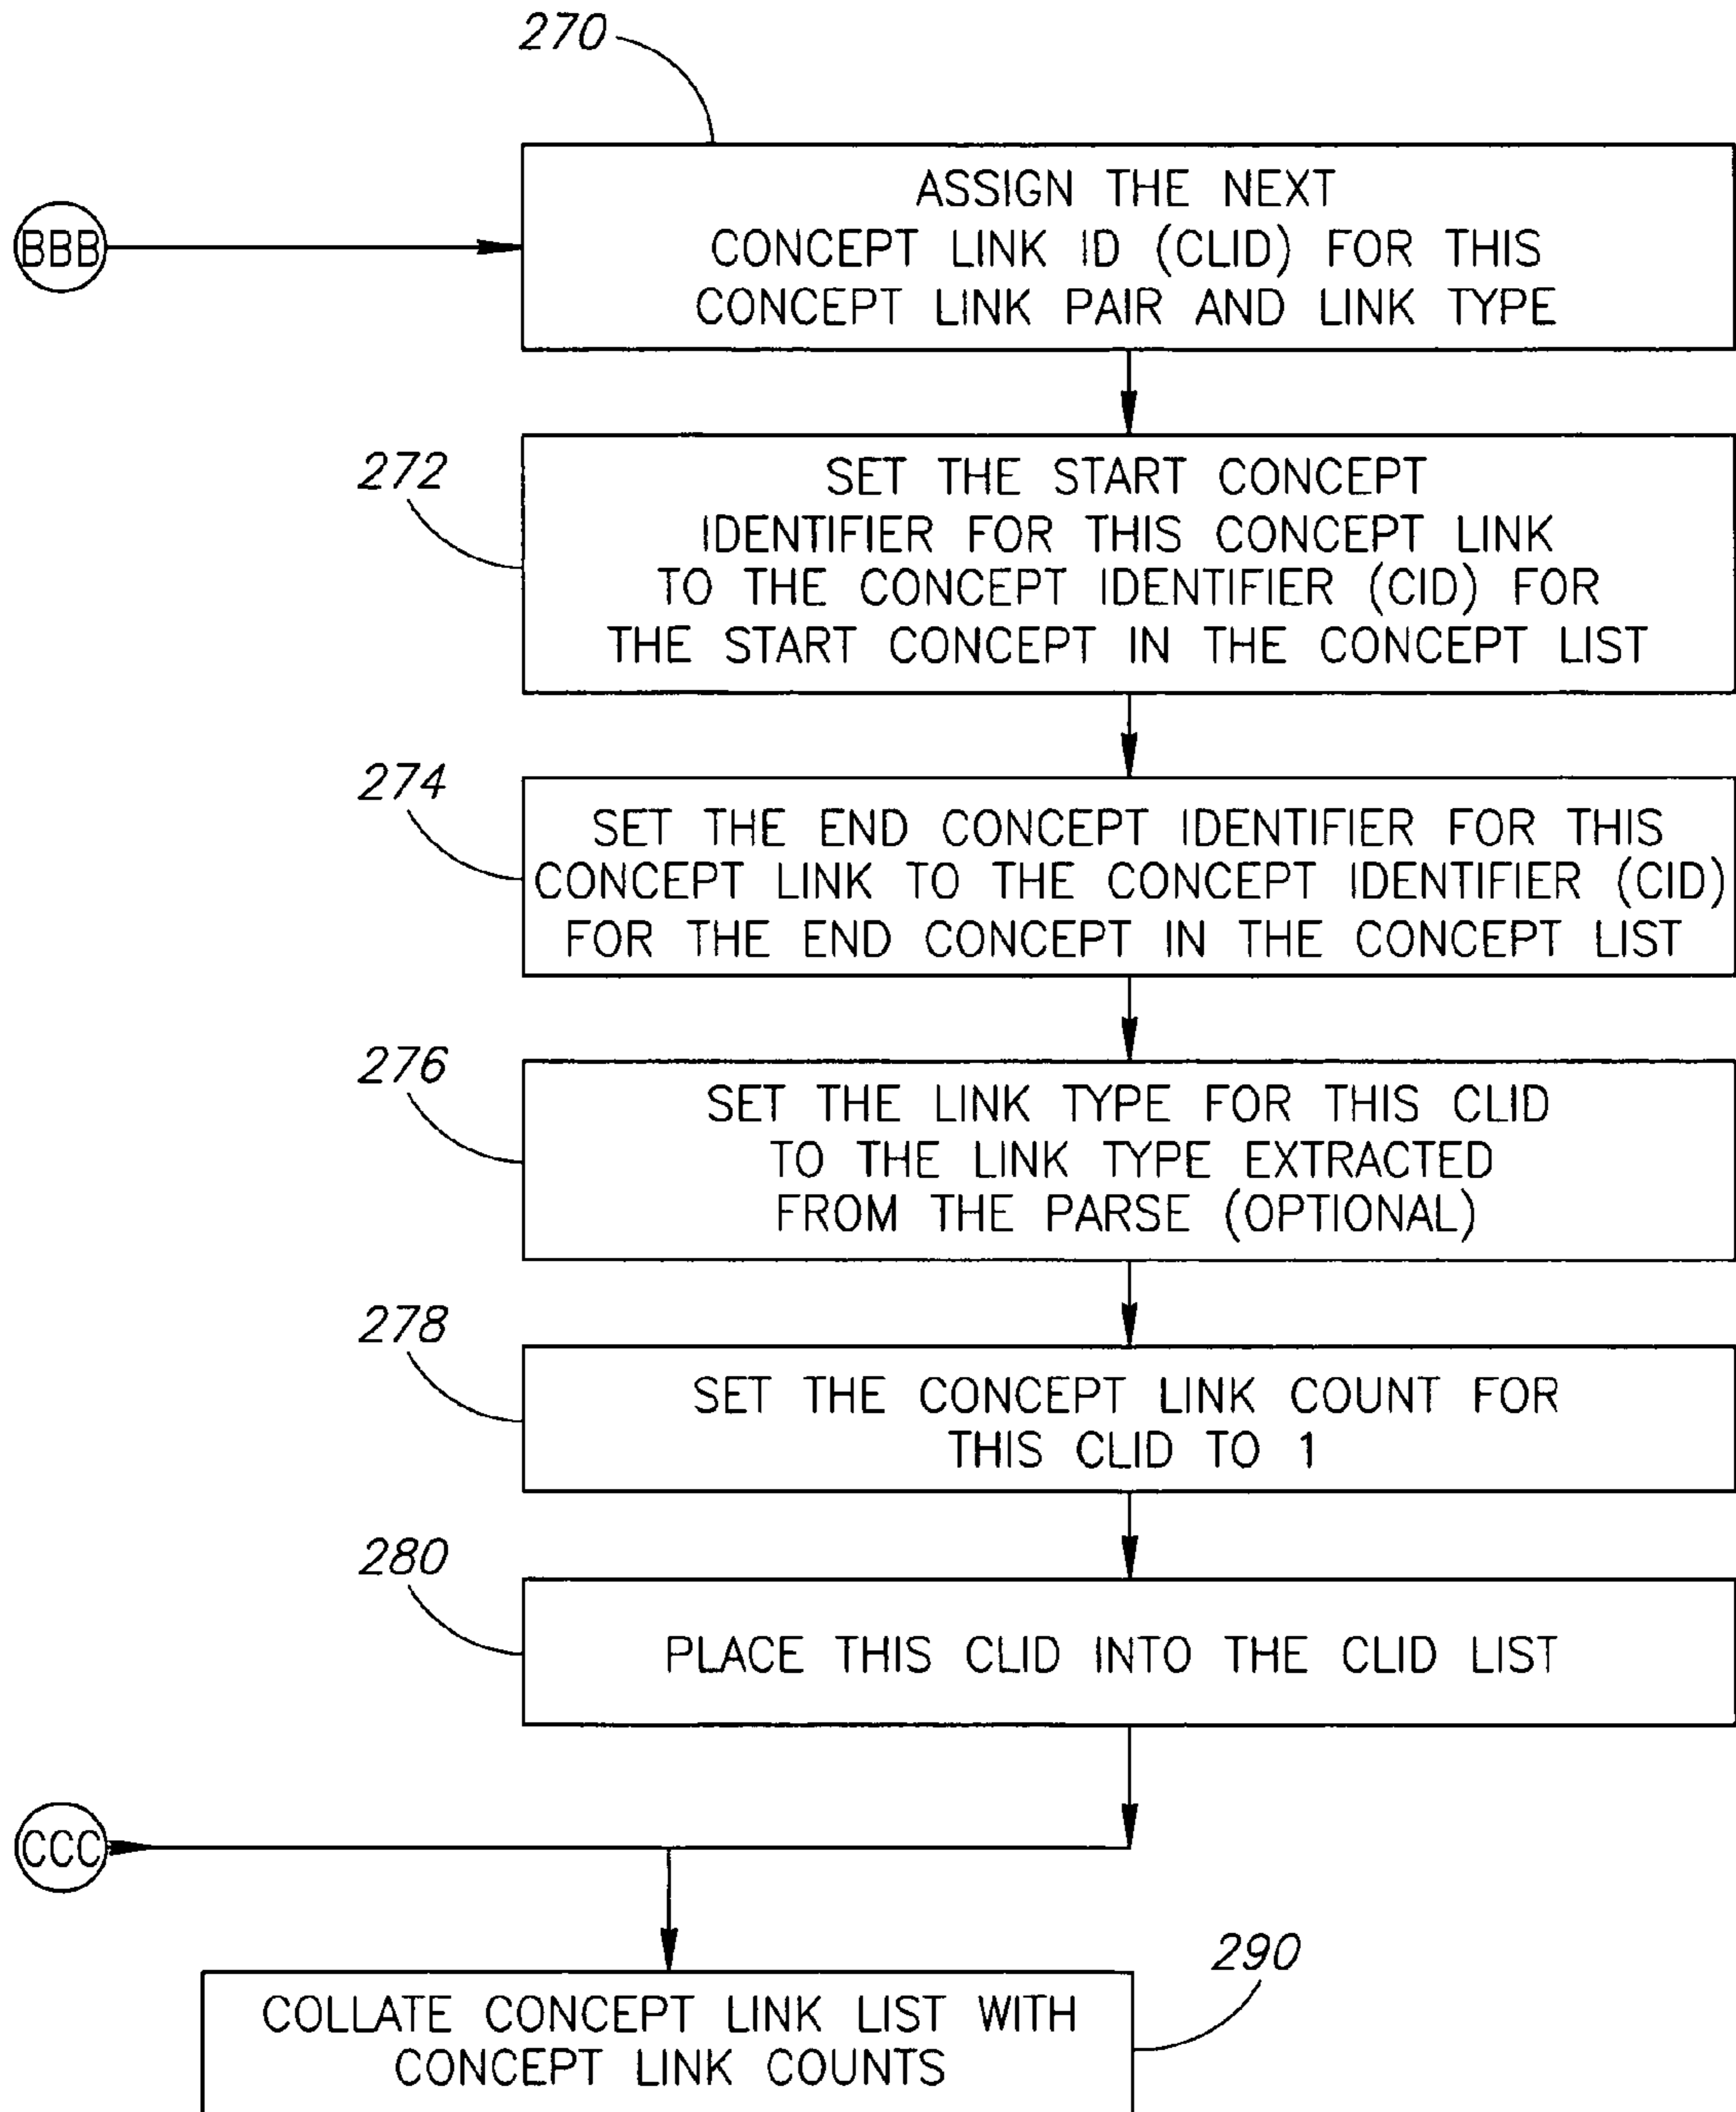 270
BBB
ASSIGN THE NEXT
CONCEPT LINK ID (CLID) FOR THIS
CONCEPT LINK PAIR AND LINK TYPE
272
SET THE START CONCEPT
IDENTIFIER FOR THIS CONCEPT LINK
TO THE CONCEPT IDENTIFIER (CID) FOR
THE START CONCEPT IN THE CONCEPT LIST
274
SET THE END CONCEPT IDENTIFIER FOR THIS
CONCEPT LINK TO THE CONCEPT IDENTIFIER (CID)
FOR THE END CONCEPT IN THE CONCEPT LIST
276
SET THE LINK TYPE FOR THIS CLID
TO THE LINK TYPE EXTRACTED
FROM THE PARSE (OPTIONAL)
278
SET THE CONCEPT LINK COUNT FOR
THIS CLID TO 1
280
PLACE THIS CLID INTO THE CLID LIST
CCC
290
COLLATE CONCEPT LINK LIST WITH
CONCEPT LINK COUNTS